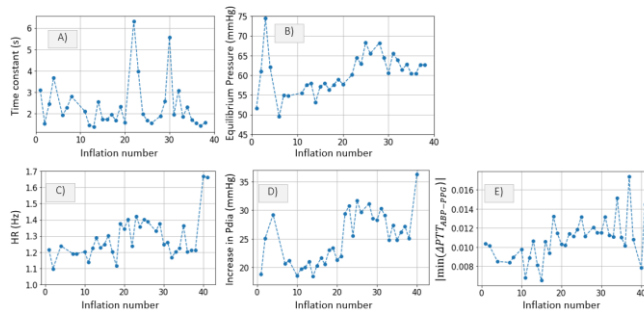 A)
Time constant (s)
6
5
4
3
2
0 10 20 30 40
Inflation number
B)
Equilibrium Pressure (mmHg)
75
70
65
60
55
50
45
0 10 20 30 40
Inflation number
C)
HR (Hz)
1.7
1.6
1.5
1.4
1.3
1.2
1.1
1.0
0 10 20 30 40
Inflation number
D)
Increase in Pdia (mmHg)
35
30
25
20
0 10 20 30 40
Inflation number
E)
|min(ΔPTT_ABP−PPG)|
0.016
0.014
0.012
0.010
0.008
0 10 20 30 40
Inflation number